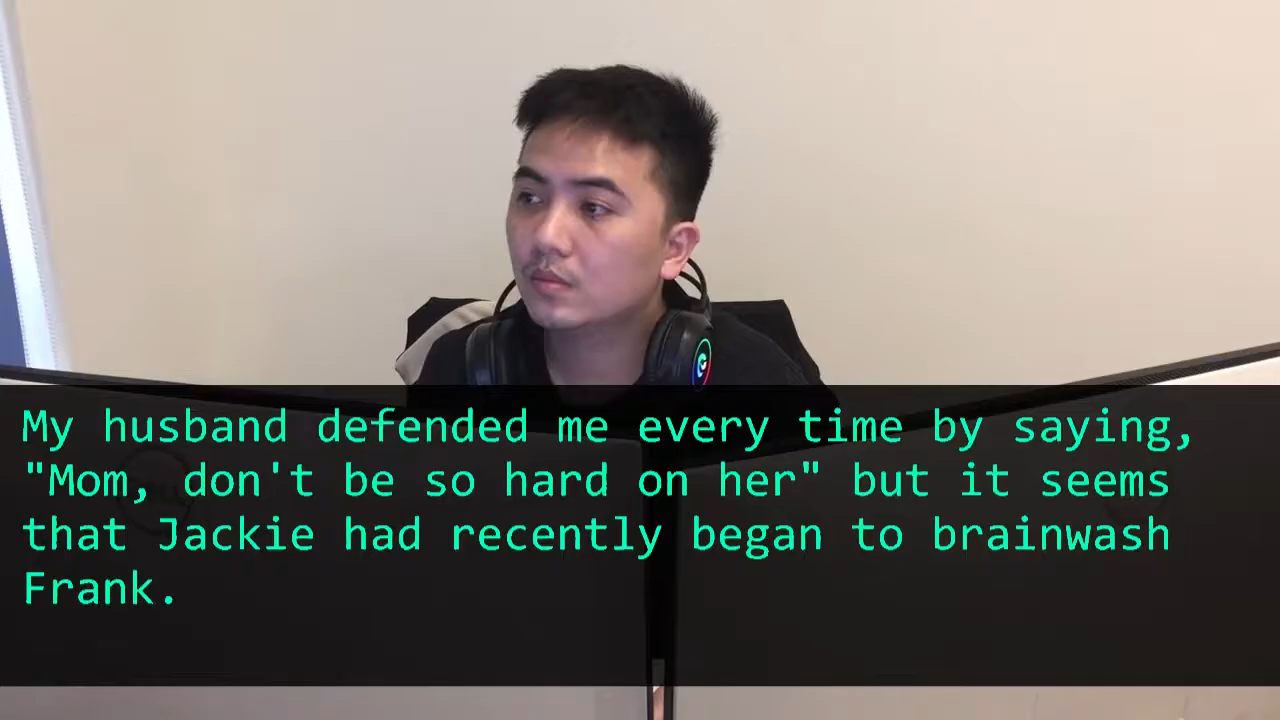 My husband defended me every time by saying,
"Mom, don't be so hard on her" but it seems
that Jackie had recently began to brainwash
Frank.